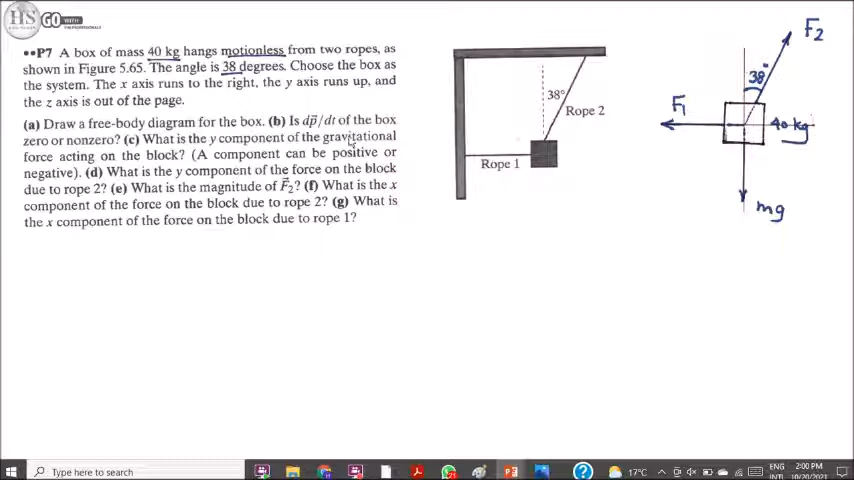 HS
GO WITH
••P7 A box of mass 40 kg hangs motionless from two ropes, as
shown in Figure 5.65. The angle is 38 degrees. Choose the box as
the system. The x axis runs to the right, the y axis runs up, and
the z axis is out of the page.
(a) Draw a free-body diagram for the box. (b) Is dp⃗/dt of the box
zero or nonzero? (c) What is the y component of the gravitational
force acting on the block? (A component can be positive or
negative). (d) What is the y component of the force on the block
due to rope 2? (e) What is the magnitude of F⃗2? (f) What is the x
component of the force on the block due to rope 2? (g) What is
the x component of the force on the block due to rope 1?
38°
Rope 2
Rope 1
F2
38°
F1
40 kg
mg
Type here to search
17°C
ENG
INTL
2:00 PM
10/20/2021